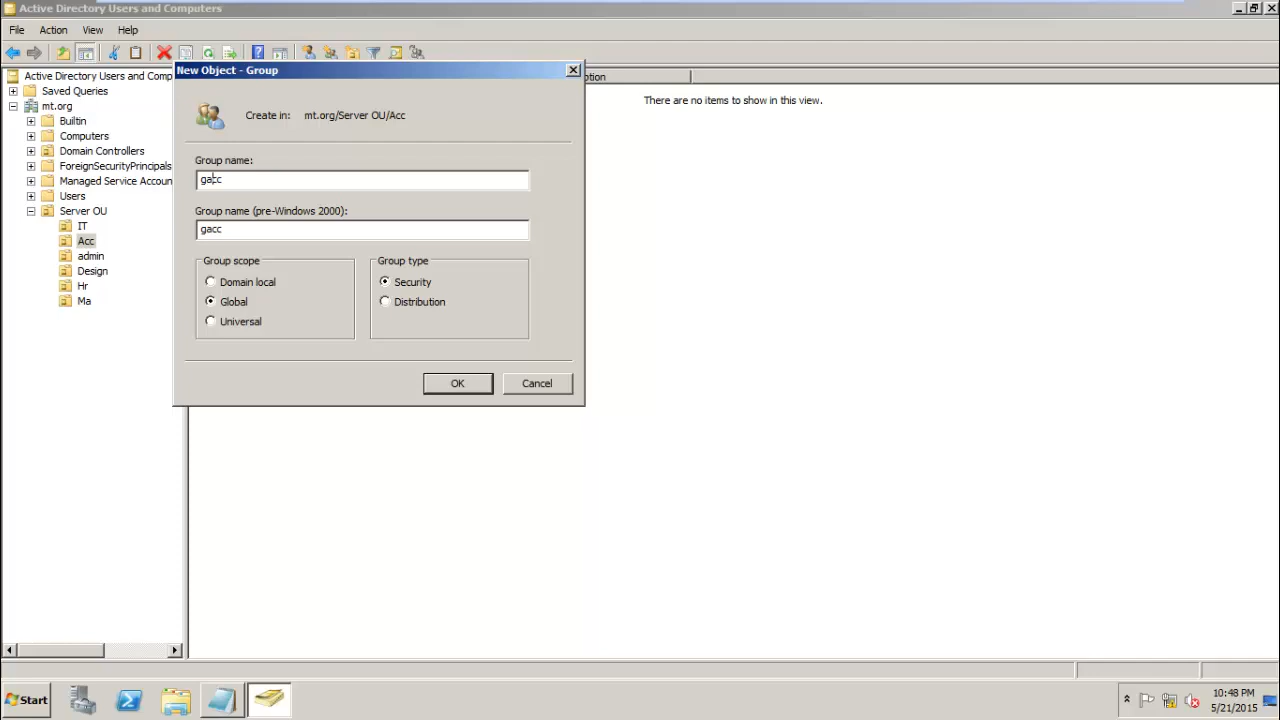 Active Directory Users and Computers
File Action View Help
Active Directory Users and Comp
Saved Queries
mt.org
Builtin
Computers
Domain Controllers
ForeignSecurityPrincipals
Managed Service Accoun
Users
Server OU
IT
Acc
admin
Design
Hr
Ma
New Object - Group
Create in: mt.org/Server OU/Acc
Group name:
gacc
Group name (pre-Windows 2000):
gacc
Group scope
Domain local
Global
Universal
Group type
Security
Distribution
OK Cancel
ption
There are no items to show in this view.
Start
10:48 PM
5/21/2015